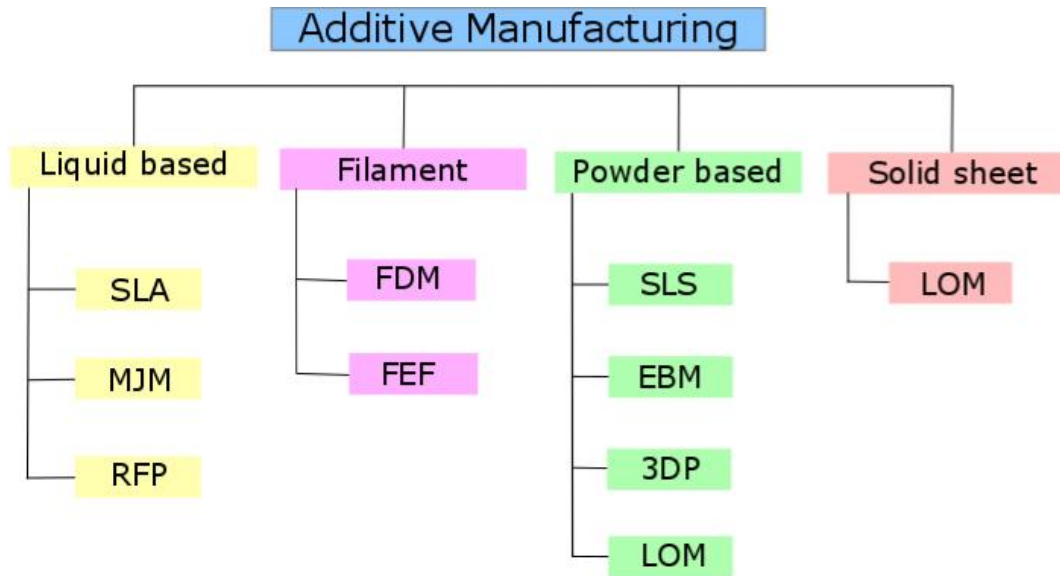 Additive Manufacturing
Liquid based
Filament
Powder based
Solid sheet
SLA
MJM
RFP
FDM
FEF
SLS
EBM
3DP
LOM
LOM